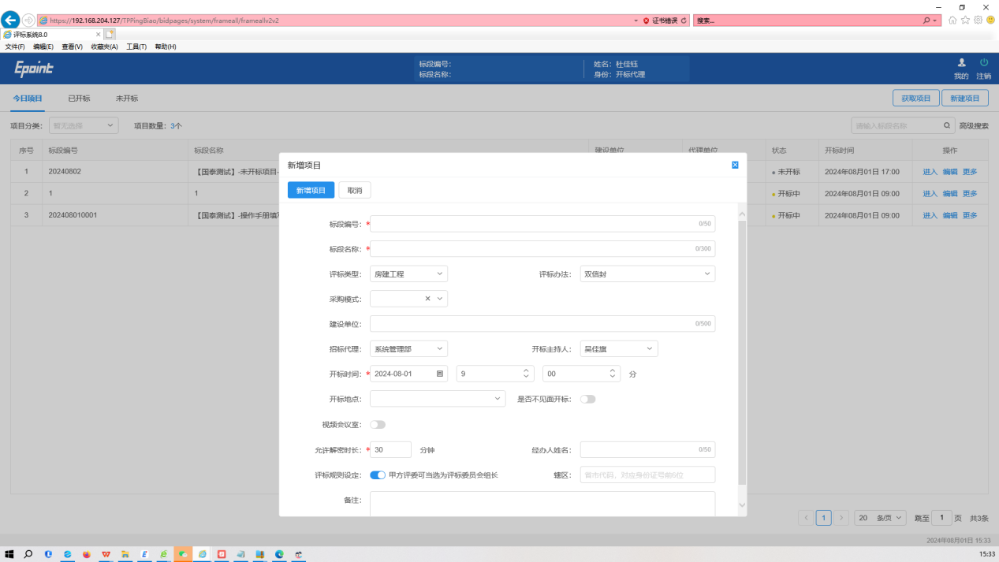 https://192.168.204.127/TPPingBiao/bidpages/system/frameall/frameallv2v2
证书错误
搜索...
评标系统8.0
文件(F) 编辑(E) 查看(V) 收藏夹(A) 工具(T) 帮助(H)
Epoint
标段编号：
标段名称：
姓名：杜佳钰
身份：开标代理
我的 注销
今日项目 已开标 未开标
获取项目 新建项目
项目分类： 暂无选择 项目数量：3个
请输入标段名称 高级搜索
序号 标段编号 标段名称 建设单位 代理单位 状态 开标时间 操作
1 20240802 【国泰测试】-未开标项目- 未开标 2024年08月01日 17:00 进入 编辑 更多
2 1 1 开标中 2024年08月01日 09:00 进入 编辑 更多
3 202408010001 【国泰测试】-操作手册填 开标中 2024年08月01日 09:00 进入 编辑 更多
新增项目
新增项目 取消
标段编号：* 0/50
标段名称：* 0/300
评标类型： 房建工程 评标办法： 双信封
采购模式：
建设单位： 0/500
招标代理： 系统管理部 开标主持人： 吴佳旗
开标时间：* 2024-08-01 9 00 分
开标地点： 是否不见面开标：
视频会议室：
允许解密时长：* 30 分钟 经办人姓名： 0/50
评标规则设定： 甲方评委可当选为评标委员会组长 辖区： 省市代码，对应身份证号前6位
备注：
1 20 条/页 跳至 1 页 共3条
2024年08月01日 15:33
15:33